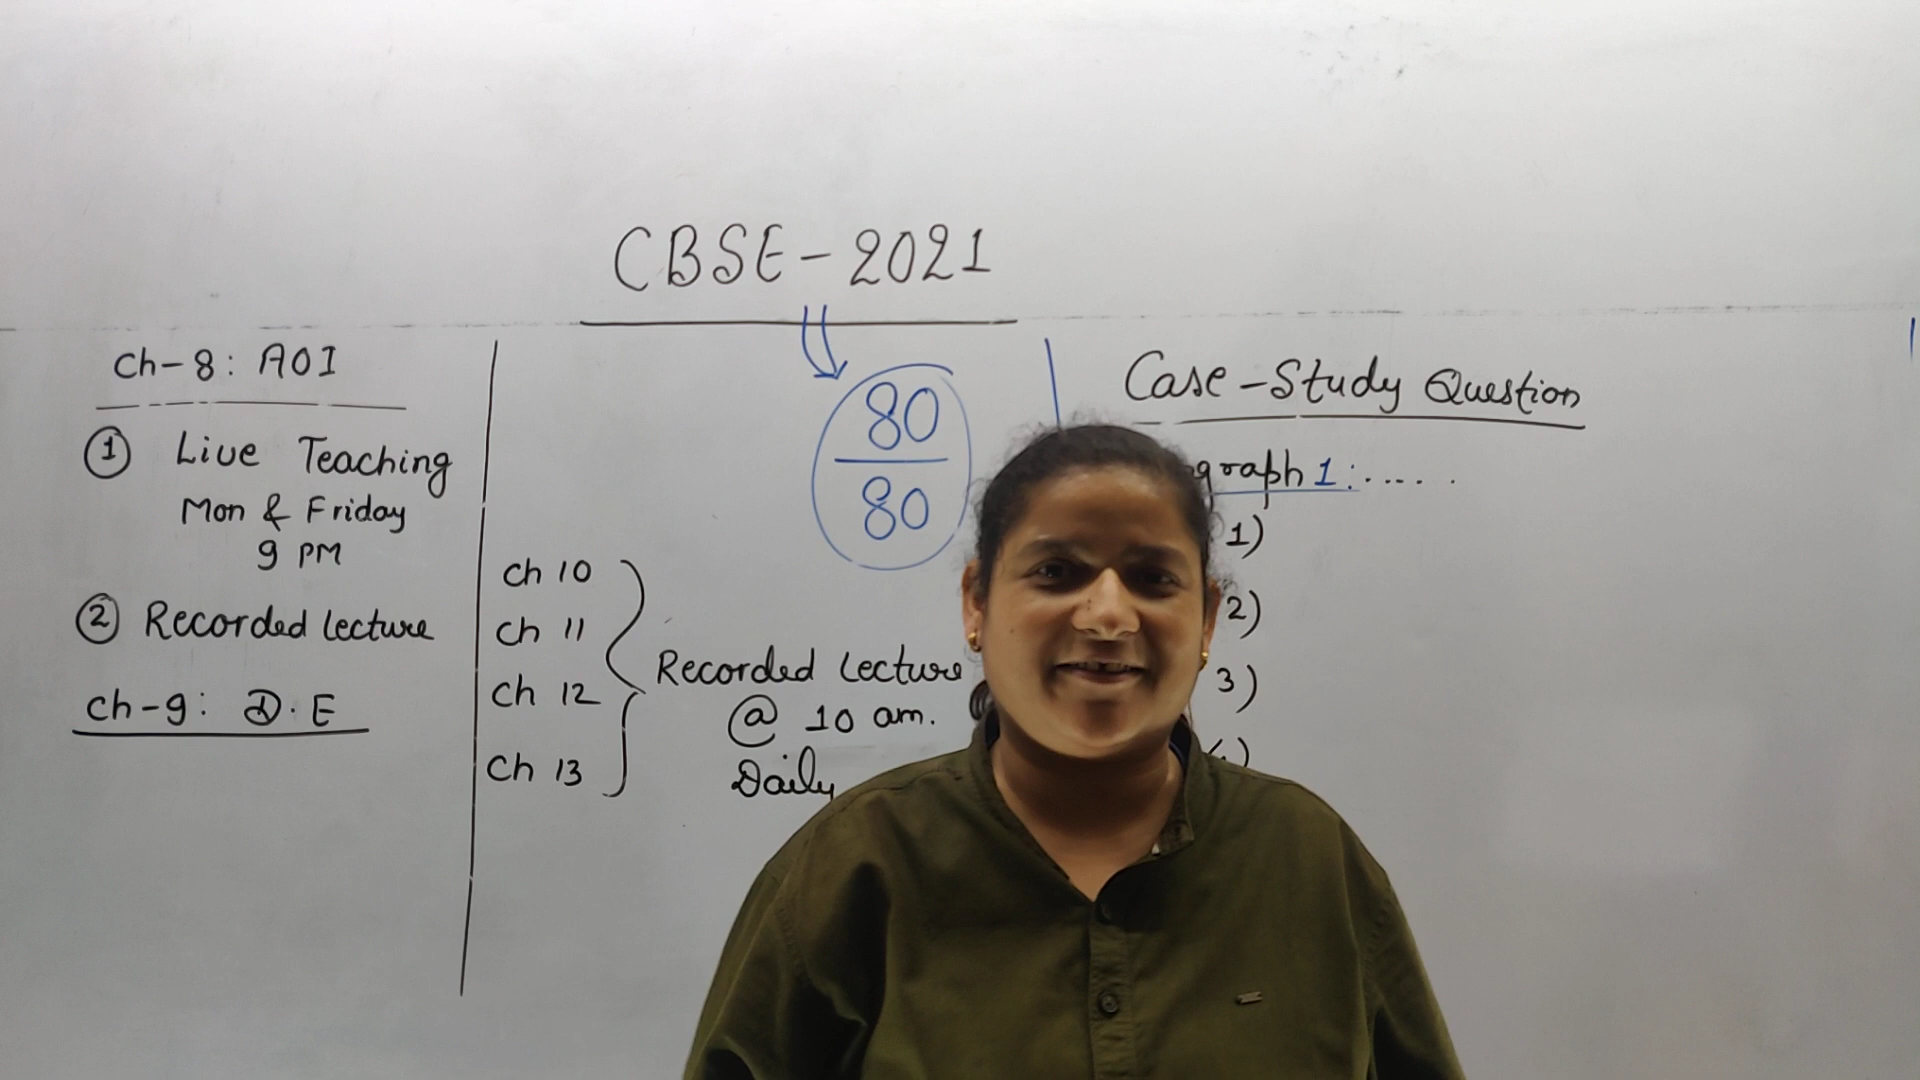 CBSE-2021
Ch-8: AOI
① Live Teaching
Mon & Friday
9 PM
② Recorded lecture
Ch-9: D.E
80
80
Ch 10
Ch 11
Ch 12
Ch 13
Recorded lecture
@ 10 am.
Daily
Case-Study Question
graph 1: .....
1)
2)
3)